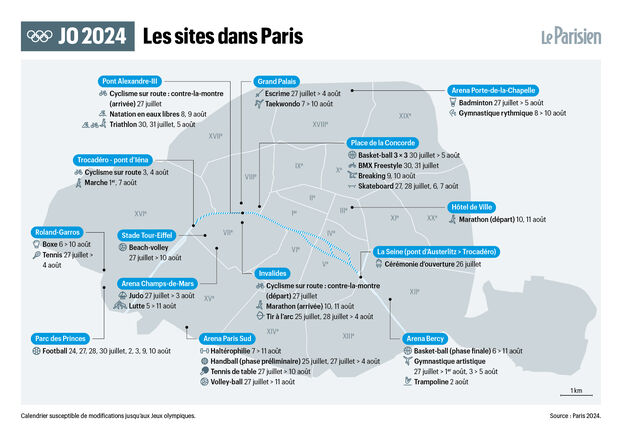 JO 2024
Les sites dans Paris
Le Parisien
Pont Alexandre-III
Cyclisme sur route : contre-la-montre
(arrivée) 27 juillet
Natation en eaux libres 8, 9 août
Triathlon 30, 31 juillet, 5 août
Grand Palais
Escrime 27 juillet > 4 août
Taekwondo 7 > 10 août
Arena Porte-de-la-Chapelle
Badminton 27 juillet > 5 août
Gymnastique rythmique 8 > 10 août
XVIIe
XVIIIe
XIXe
Place de la Concorde
Basket-ball 3 × 3 30 juillet > 5 août
BMX Freestyle 30, 31 juillet
Breaking 9, 10 août
Skateboard 27, 28 juillet, 6, 7 août
Trocadéro - pont d'Iéna
Cyclisme sur route 3, 4 août
Marche 1er, 7 août
VIIIe
IXe
Xe
IIe
Ier
IIIe
XVIe
Hôtel de Ville
Marathon (départ) 10, 11 août
XIe
XXe
Roland-Garros
Boxe 6 > 10 août
Tennis 27 juillet >
4 août
Stade Tour-Eiffel
Beach-volley
27 juillet > 10 août
VIIe
IVe
VIe
Ve
La Seine (pont d'Austerlitz > Trocadéro)
Cérémonie d'ouverture 26 juillet
Invalides
Cyclisme sur route : contre-la-montre
(départ) 27 juillet
Marathon (arrivée) 10, 11 août
Tir à l'arc 25, juillet, 28 juillet > 4 août
Arena Champs-de-Mars
Judo 27 juillet > 3 août
Lutte 5 > 11 août
XVe
XIVe
XIIIe
XIIe
Parc des Princes
Football 24, 27, 28, 30 juillet, 2, 3, 9, 10 août
Arena Paris Sud
Haltérophilie 7 > 11 août
Handball (phase préliminaire) 25 juillet, 27 juillet > 4 août
Tennis de table 27 juillet > 10 août
Volley-ball 27 juillet > 11 août
Arena Bercy
Basket-ball (phase finale) 6 > 11 août
Gymnastique artistique
27 juillet > 1er août, 3 > 5 août
Trampoline 2 août
1 km
Calendrier susceptible de modifications jusqu'aux Jeux olympiques.
Source : Paris 2024.